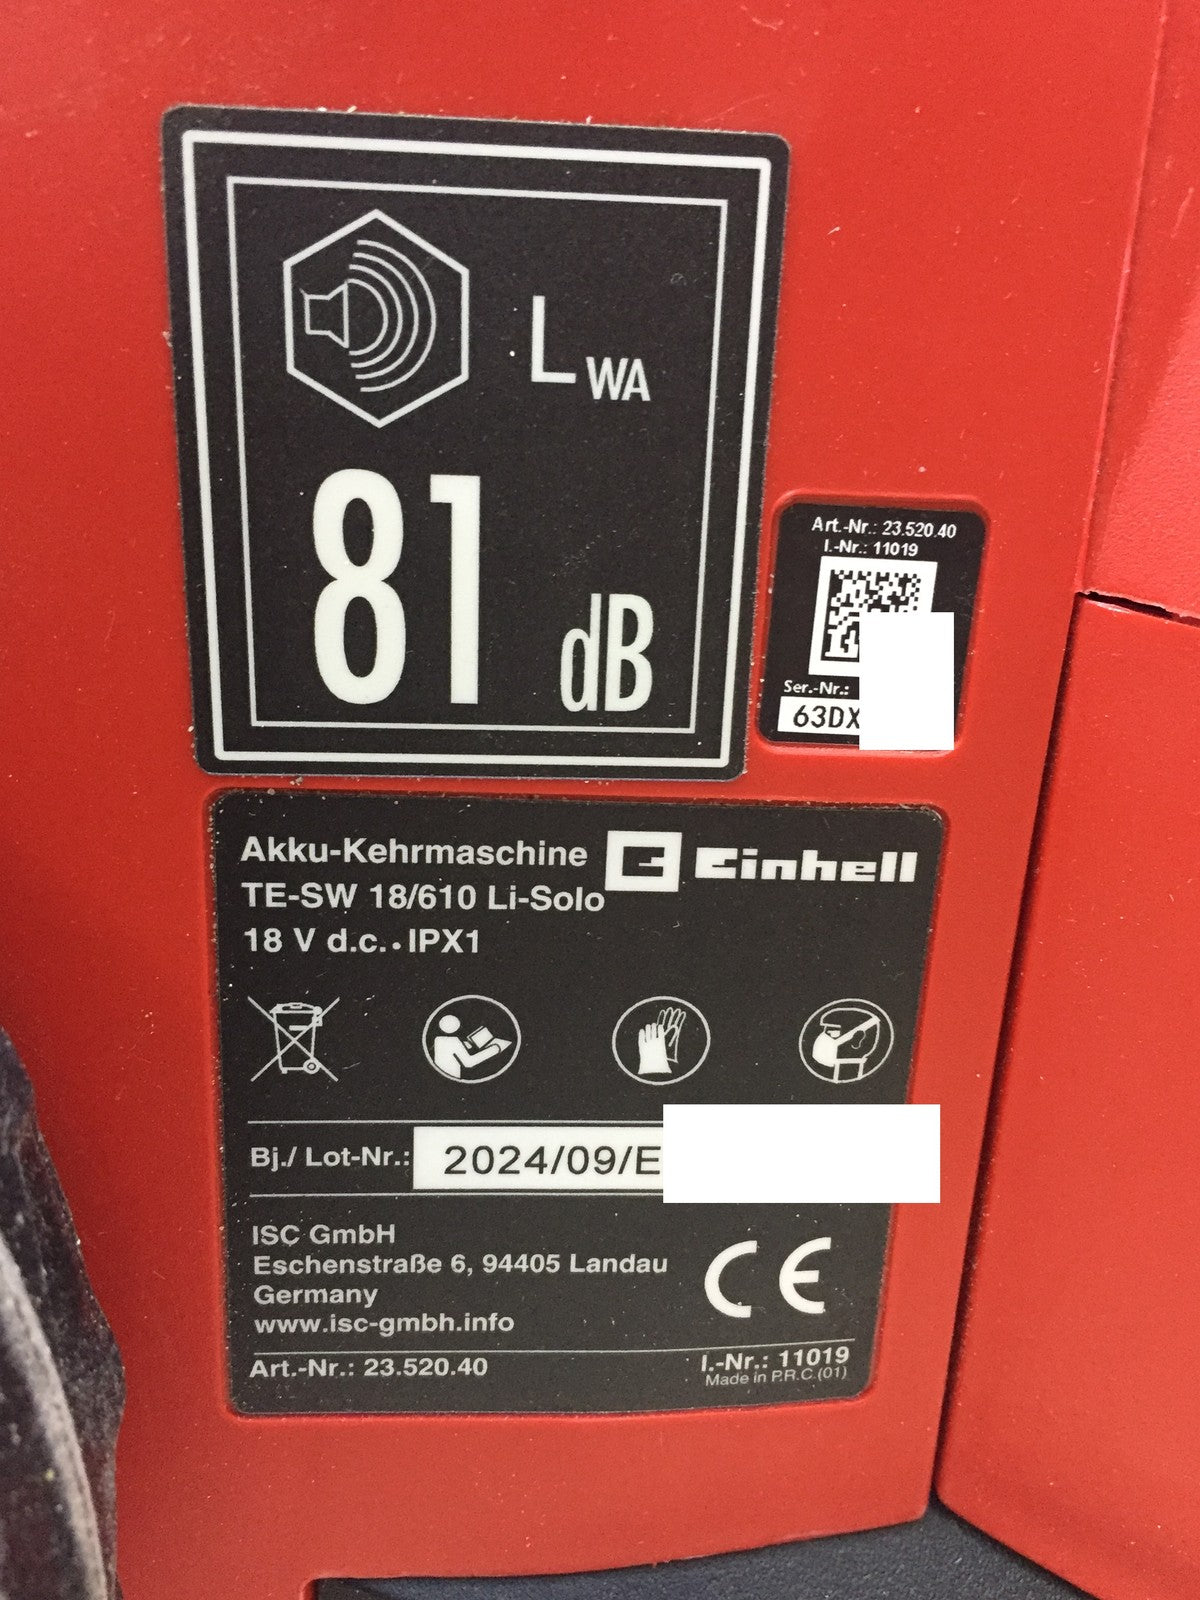 L WA
81 dB
Art.-Nr.: 23.520.40
I.-Nr.: 11019
Ser.-Nr.:
63DX
Akku-Kehrmaschine
Einhell
TE-SW 18/610 Li-Solo
18 V d.c. • IPX1
Bj./ Lot-Nr.: 2024/09/E
ISC GmbH
Eschenstraße 6, 94405 Landau
Germany
www.isc-gmbh.info
CE
Art.-Nr.: 23.520.40
I.-Nr.: 11019
Made in P.R.C.(01)